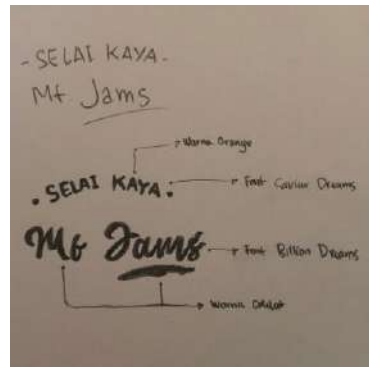 - SELAI KAYA -
Mf Jams
Warna Orange
• SELAI KAYA •
Font Caviar Dreams
Mf Jams
Font Billion Dreams
Warna Coklat